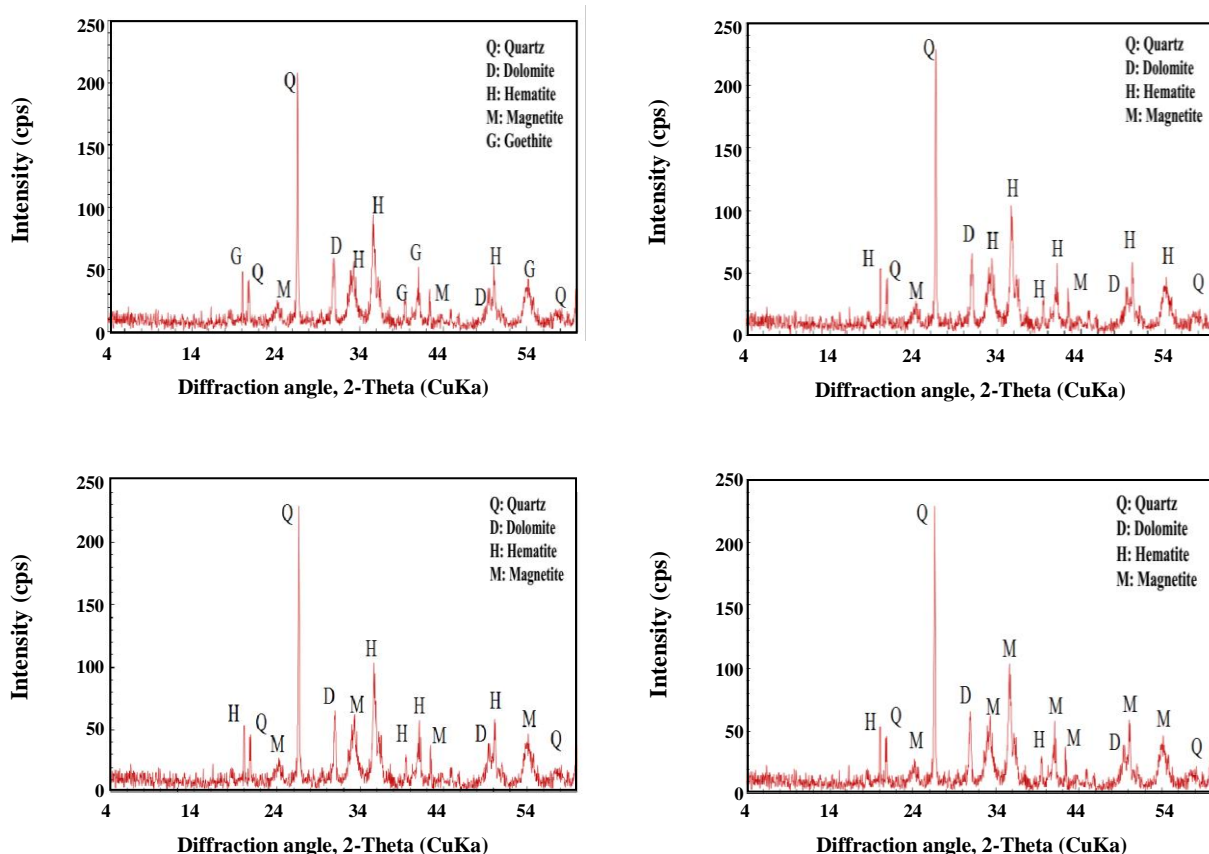 250
200
150
100
50
0
Intensity (cps)
Q: Quartz
D: Dolomite
H: Hematite
M: Magnetite
G: Goethite
G
Q
M
Q
D
H
H
G
G
M
D
H
G
Q
4
14
24
34
44
54
Diffraction angle, 2-Theta (CuKa)
250
200
150
100
50
0
Intensity (cps)
Q: Quartz
D: Dolomite
H: Hematite
M: Magnetite
H
Q
M
Q
D
H
H
H
H
M
D
H
H
Q
4
14
24
34
44
54
Diffraction angle, 2-Theta (CuKa)
250
200
150
100
50
0
Intensity (cps)
Q: Quartz
D: Dolomite
H: Hematite
M: Magnetite
H
Q
M
Q
D
M
H
H
H
M
D
H
M
Q
4
14
24
34
44
54
Diffraction angle, 2-Theta (CuKa)
250
200
150
100
50
0
Intensity (cps)
Q: Quartz
D: Dolomite
H: Hematite
M: Magnetite
H
Q
M
Q
D
M
M
H
M
M
D
M
M
Q
4
14
24
34
44
54
Diffraction angle, 2-Theta (CuKa)